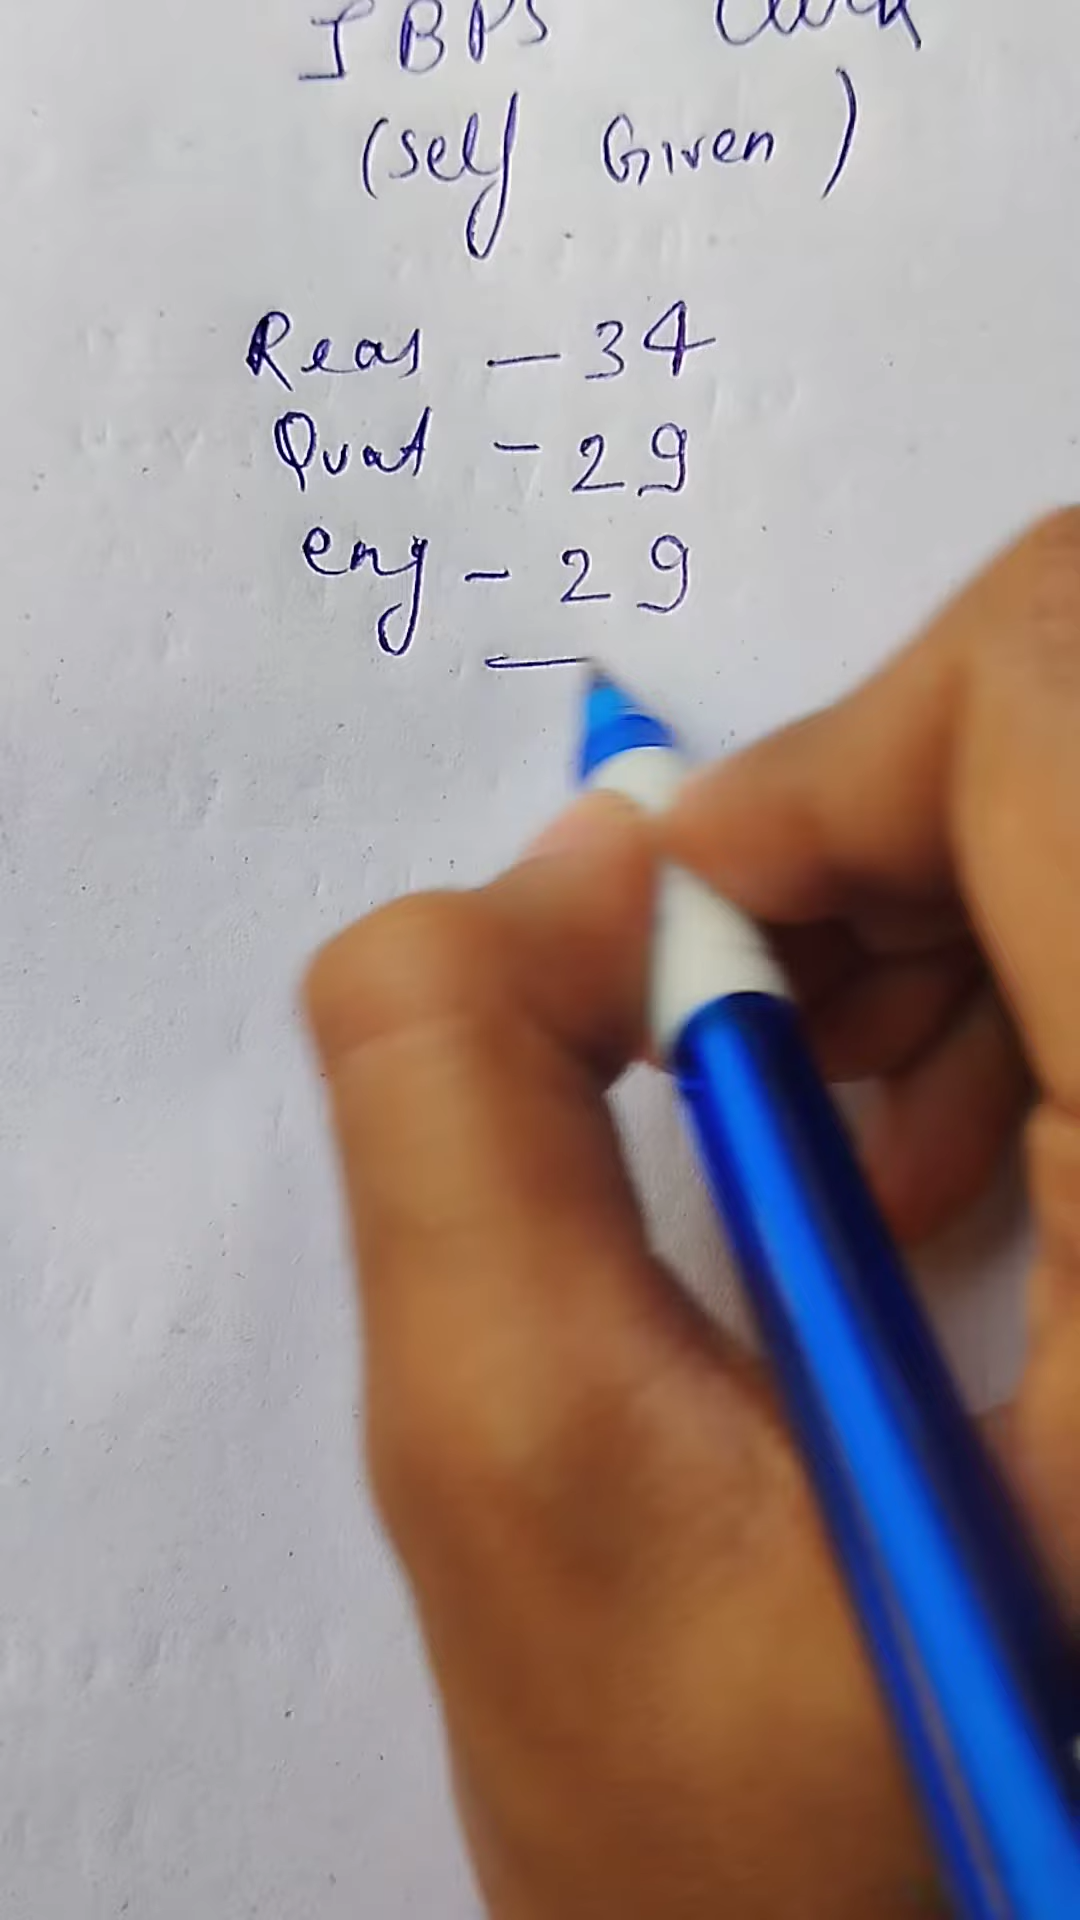 IBPS Clerk
(self Given)
Reas - 34
Quat - 29
eng - 29